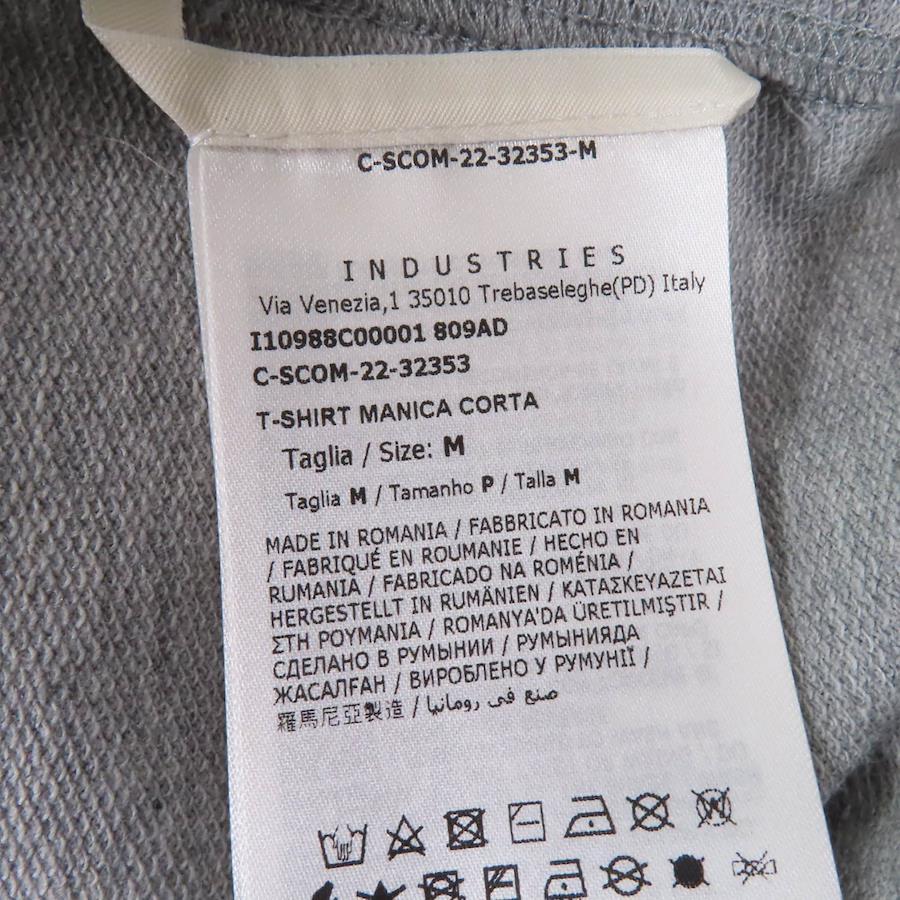 C-SCOM-22-32353-M
INDUSTRIES
Via Venezia,1 35010 Trebaseleghe(PD) Italy
I10988C00001 809AD
C-SCOM-22-32353
T-SHIRT MANICA CORTA
Taglia / Size: M
Taglia M / Tamanho P / Talla M
MADE IN ROMANIA / FABBRICATO IN ROMANIA
/ FABRIQUÉ EN ROUMANIE / HECHO EN
RUMANIA / FABRICADO NA ROMÉNIA /
HERGESTELLT IN RUMÄNIEN / ΚΑΤΑΣΚΕΥΑΖΕΤΑΙ
ΣΤΗ ΡΟΥΜΑΝΙΑ / ROMANYA'DA ÜRETILMIŞTIR /
СДЕЛАНО В РУМЫНИИ / РУМЫНИЯДА
ЖАСАЛҒАН / ВИРОБЛЕНО У РУМУНІЇ /
羅馬尼亞製造 / صنع في رومانيا